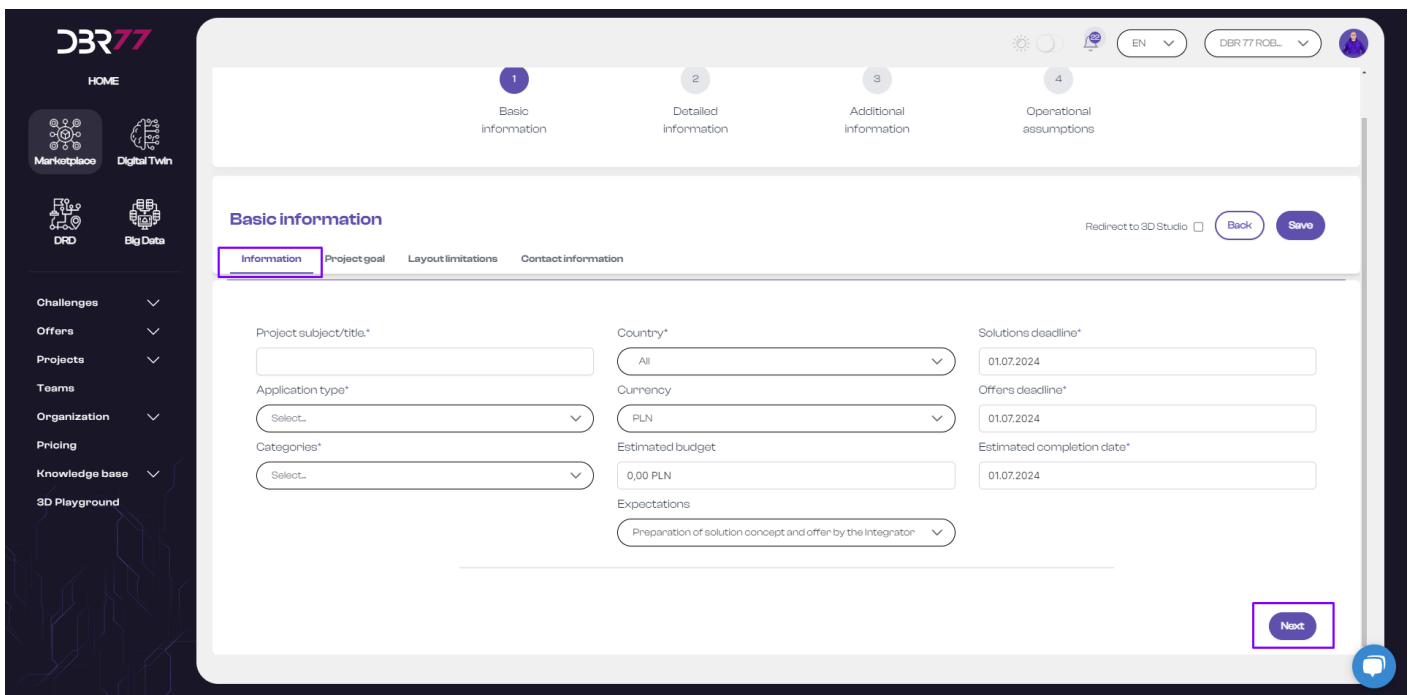 DBR77
22
EN
DBR 77 ROB...
HOME
Marketplace
Digital Twin
DRD
Big Data
Challenges
Offers
Projects
Teams
Organization
Pricing
Knowledge base
3D Playground
1
2
3
4
Basic
information
Detailed
information
Additional
information
Operational
assumptions
Basic information
Redirect to 3D Studio
Back
Save
Information
Project goal
Layout limitations
Contact information
Project subject/title.*
Country*
Solutions deadline*
All
01.07.2024
Application type*
Currency
Offers deadline*
Select...
PLN
01.07.2024
Categories*
Estimated budget
Estimated completion date*
Select...
0,00 PLN
01.07.2024
Expectations
Preparation of solution concept and offer by the Integrator
Next